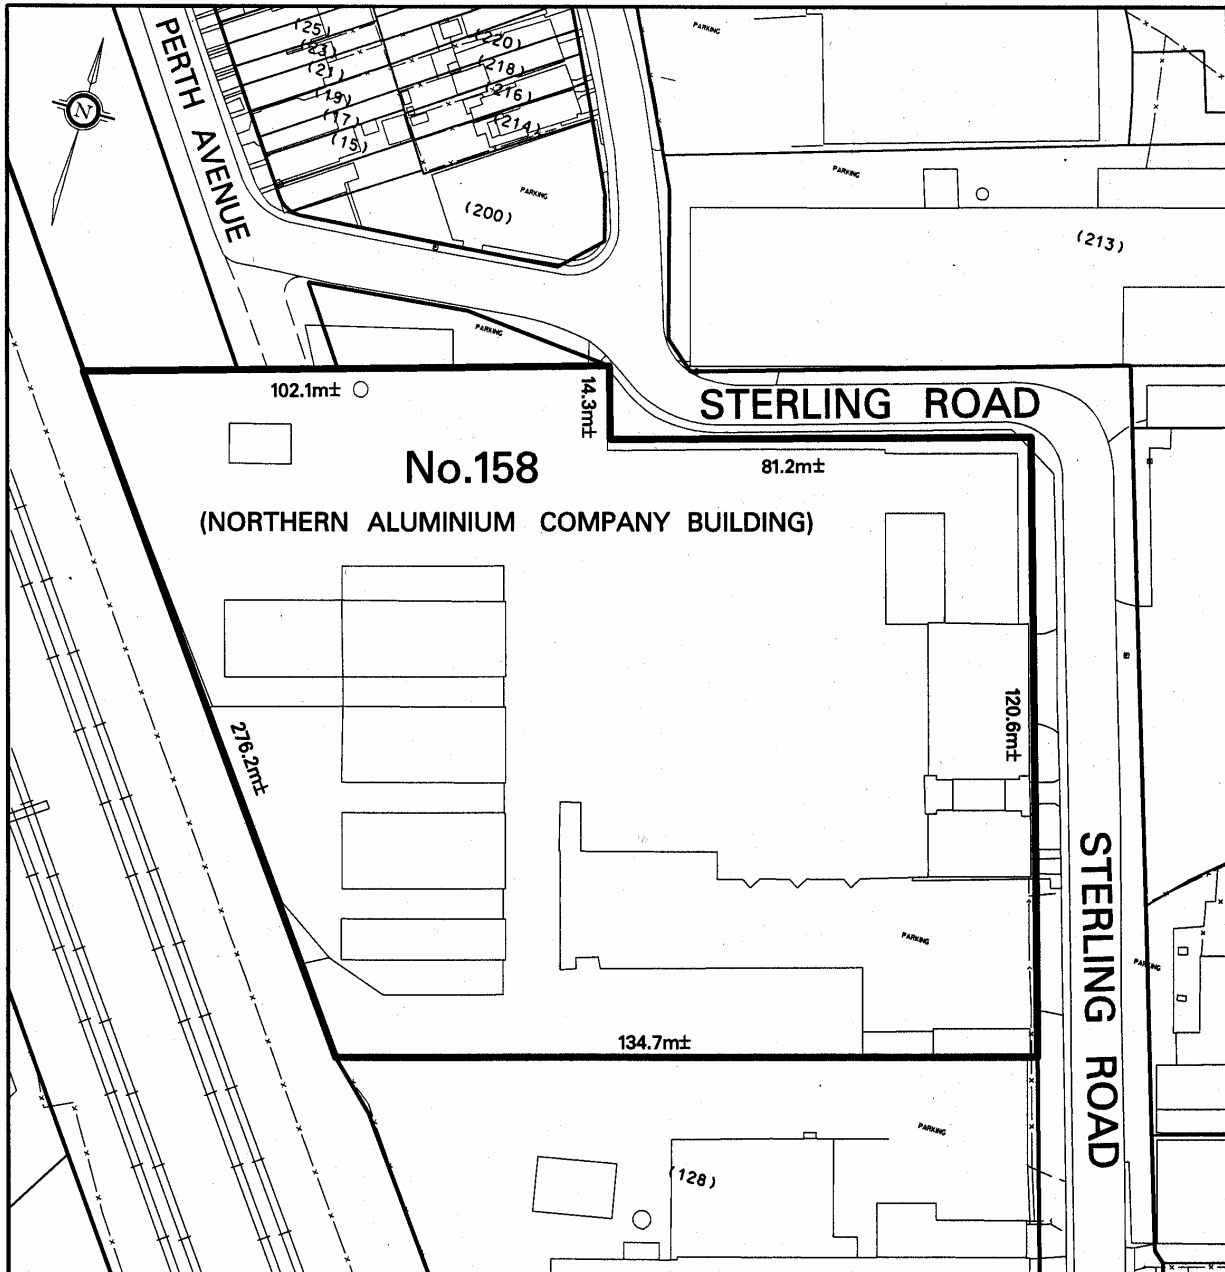 PERTH AVENUE
(25)
(23)
(21)
(19)
(17)
(15)
(220)
(218)
(216)
(214)
PARKING
PARKING
PARKING
(200)
N
(213)
PARKING
102.1m±
14.3m±
STERLING ROAD
81.2m±
No.158
(NORTHERN ALUMINIUM COMPANY BUILDING)
120.6m±
276.2m±
STERLING ROAD
PARKING
PARKING
134.7m±
PARKING
(128)